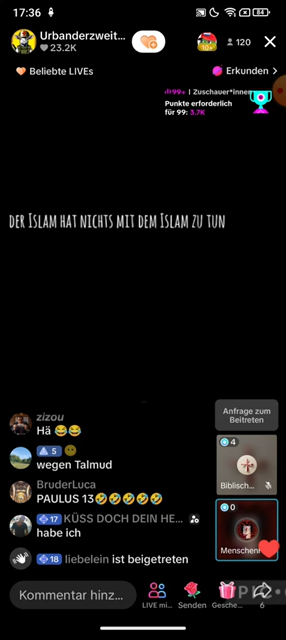 17:36
84
Urbanderzweit...
23.2K
10+
120
Beliebte LIVEs
Erkunden
99+ | Zuschauer*innen
Punkte erforderlich
für 99: 3.7K
DER ISLAM HAT NICHTS MIT DEM ISLAM ZU TUN
zizou
Hä 😂😂
5
wegen Talmud
BruderLuca
PAULUS 13🤣🤣🤣🤣🤣
17 KÜSS DOCH DEIN HE...
habe ich
18 liebelein ist beigetreten
Anfrage zum
Beitreten
4
Biblisch...
0
Menschen
Kommentar hinz...
LIVE mi...
Senden
Gesche...
6